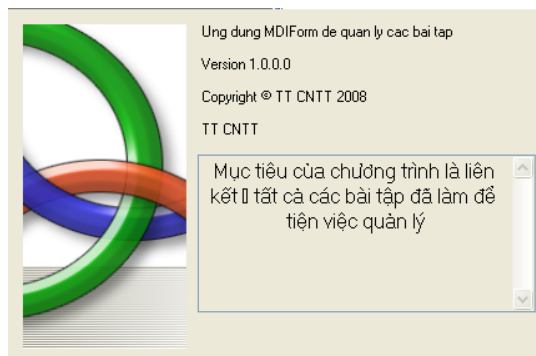 Ung dung MDIForm de quan ly cac bai tap
Version 1.0.0.0
Copyright © TT CNTT 2008
TT CNTT
Mục tiêu của chương trình là liên
kết ▯ tất cả các bài tập đã làm để
tiện việc quản lý